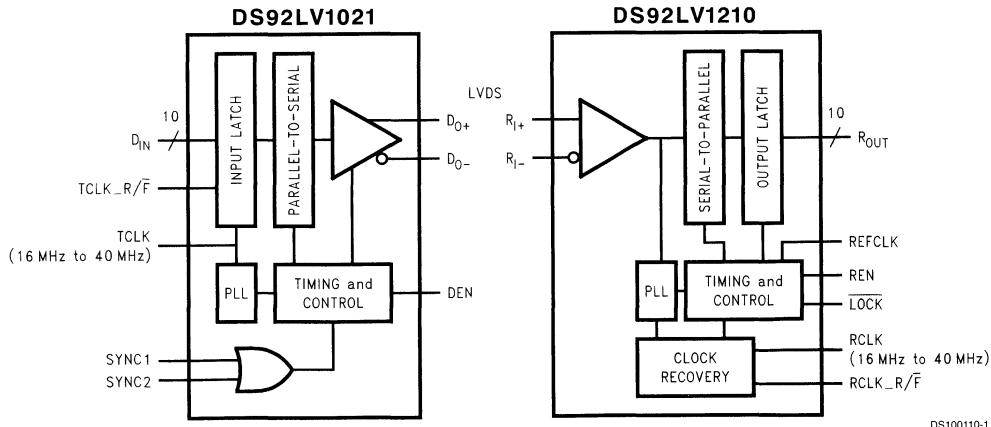 DS92LV1021
DS92LV1210
10
D_IN
TCLK_R/F̅
TCLK
(16 MHz to 40 MHz)
SYNC1
SYNC2
INPUT LATCH
PARALLEL-TO-SERIAL
PLL
TIMING and
CONTROL
D_O+
D_O-
DEN
LVDS
R_I+
R_I-
SERIAL-TO-PARALLEL
OUTPUT LATCH
PLL
TIMING and
CONTROL
CLOCK
RECOVERY
10
R_OUT
REFCLK
REN
L̅O̅C̅K̅
RCLK
(16 MHz to 40 MHz)
RCLK_R/F̅
DS100110-1